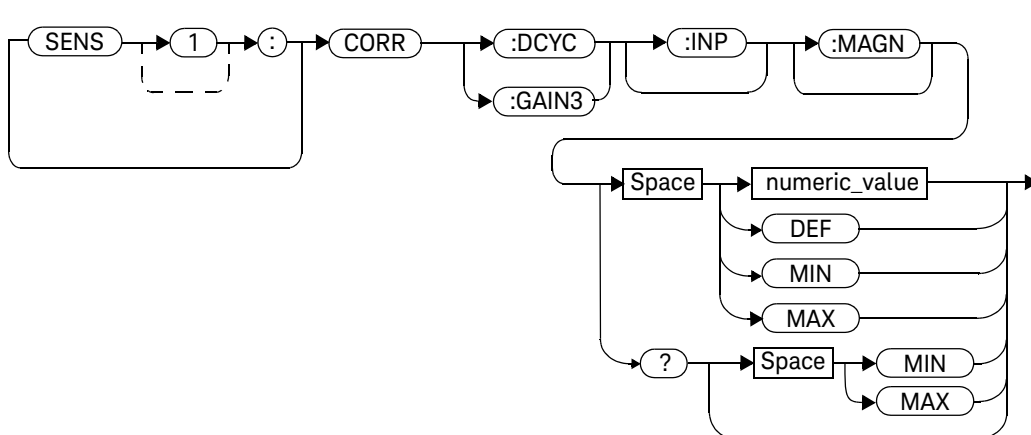 SENS 1 : CORR :DCYC :INP :MAGN
:GAIN3
Space numeric_value
DEF
MIN
MAX
? Space MIN
MAX